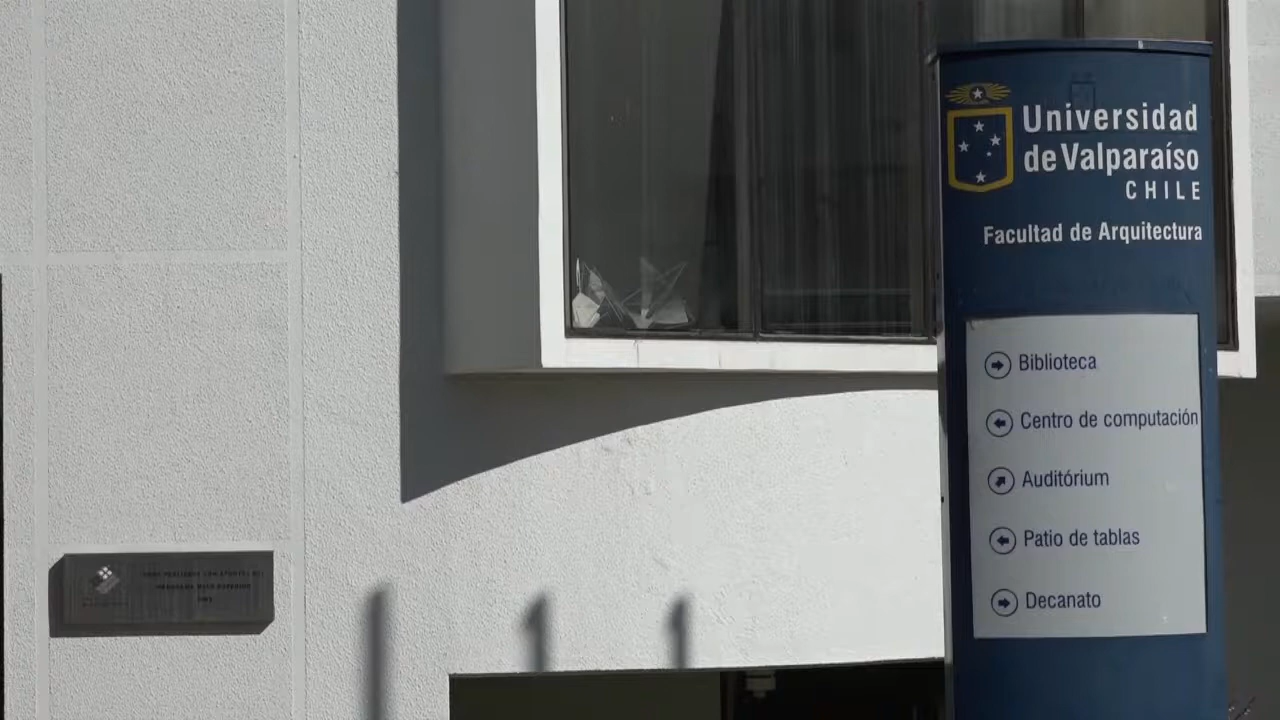 Universidad
de Valparaíso
CHILE
Facultad de Arquitectura
Biblioteca
Centro de computación
Auditórium
Patio de tablas
Decanato